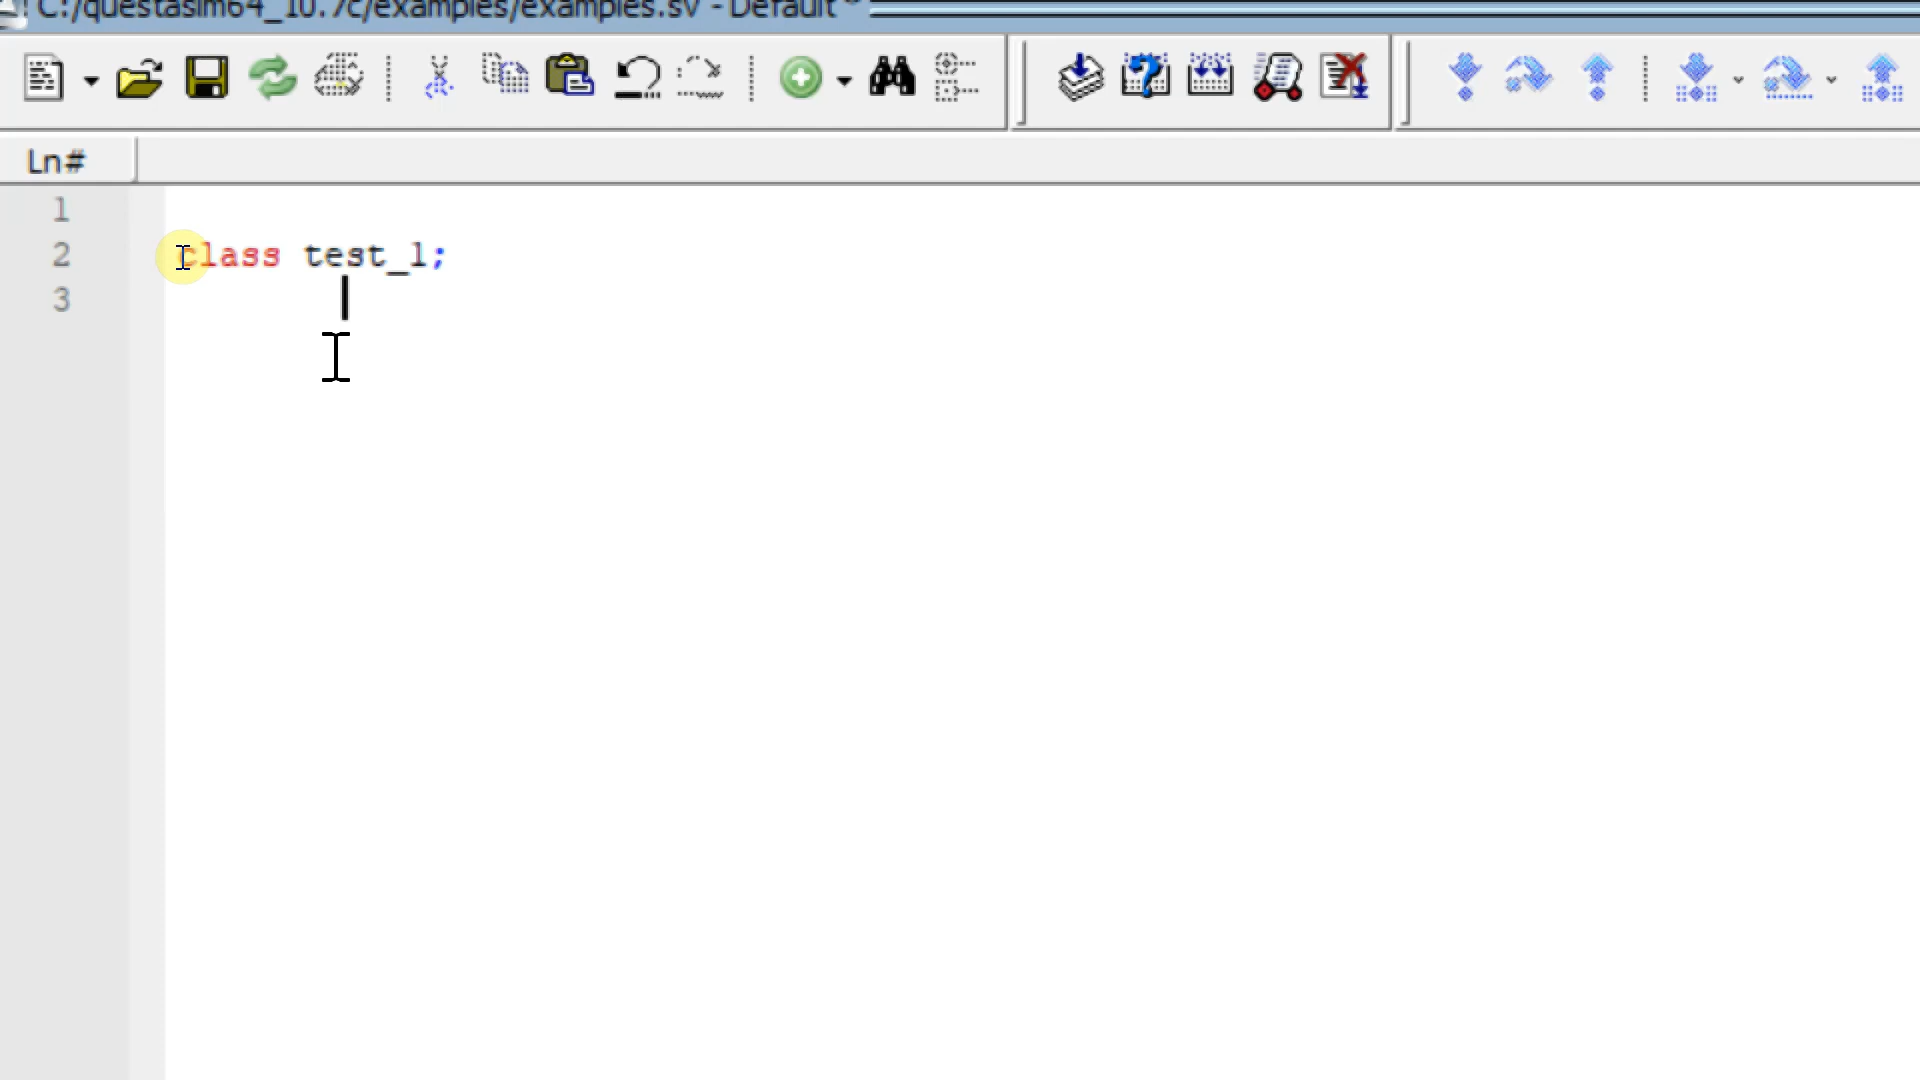 C:/questasim64_10.7c/examples/examples.sv - Default *
Ln#
1
2 class test_1;
3